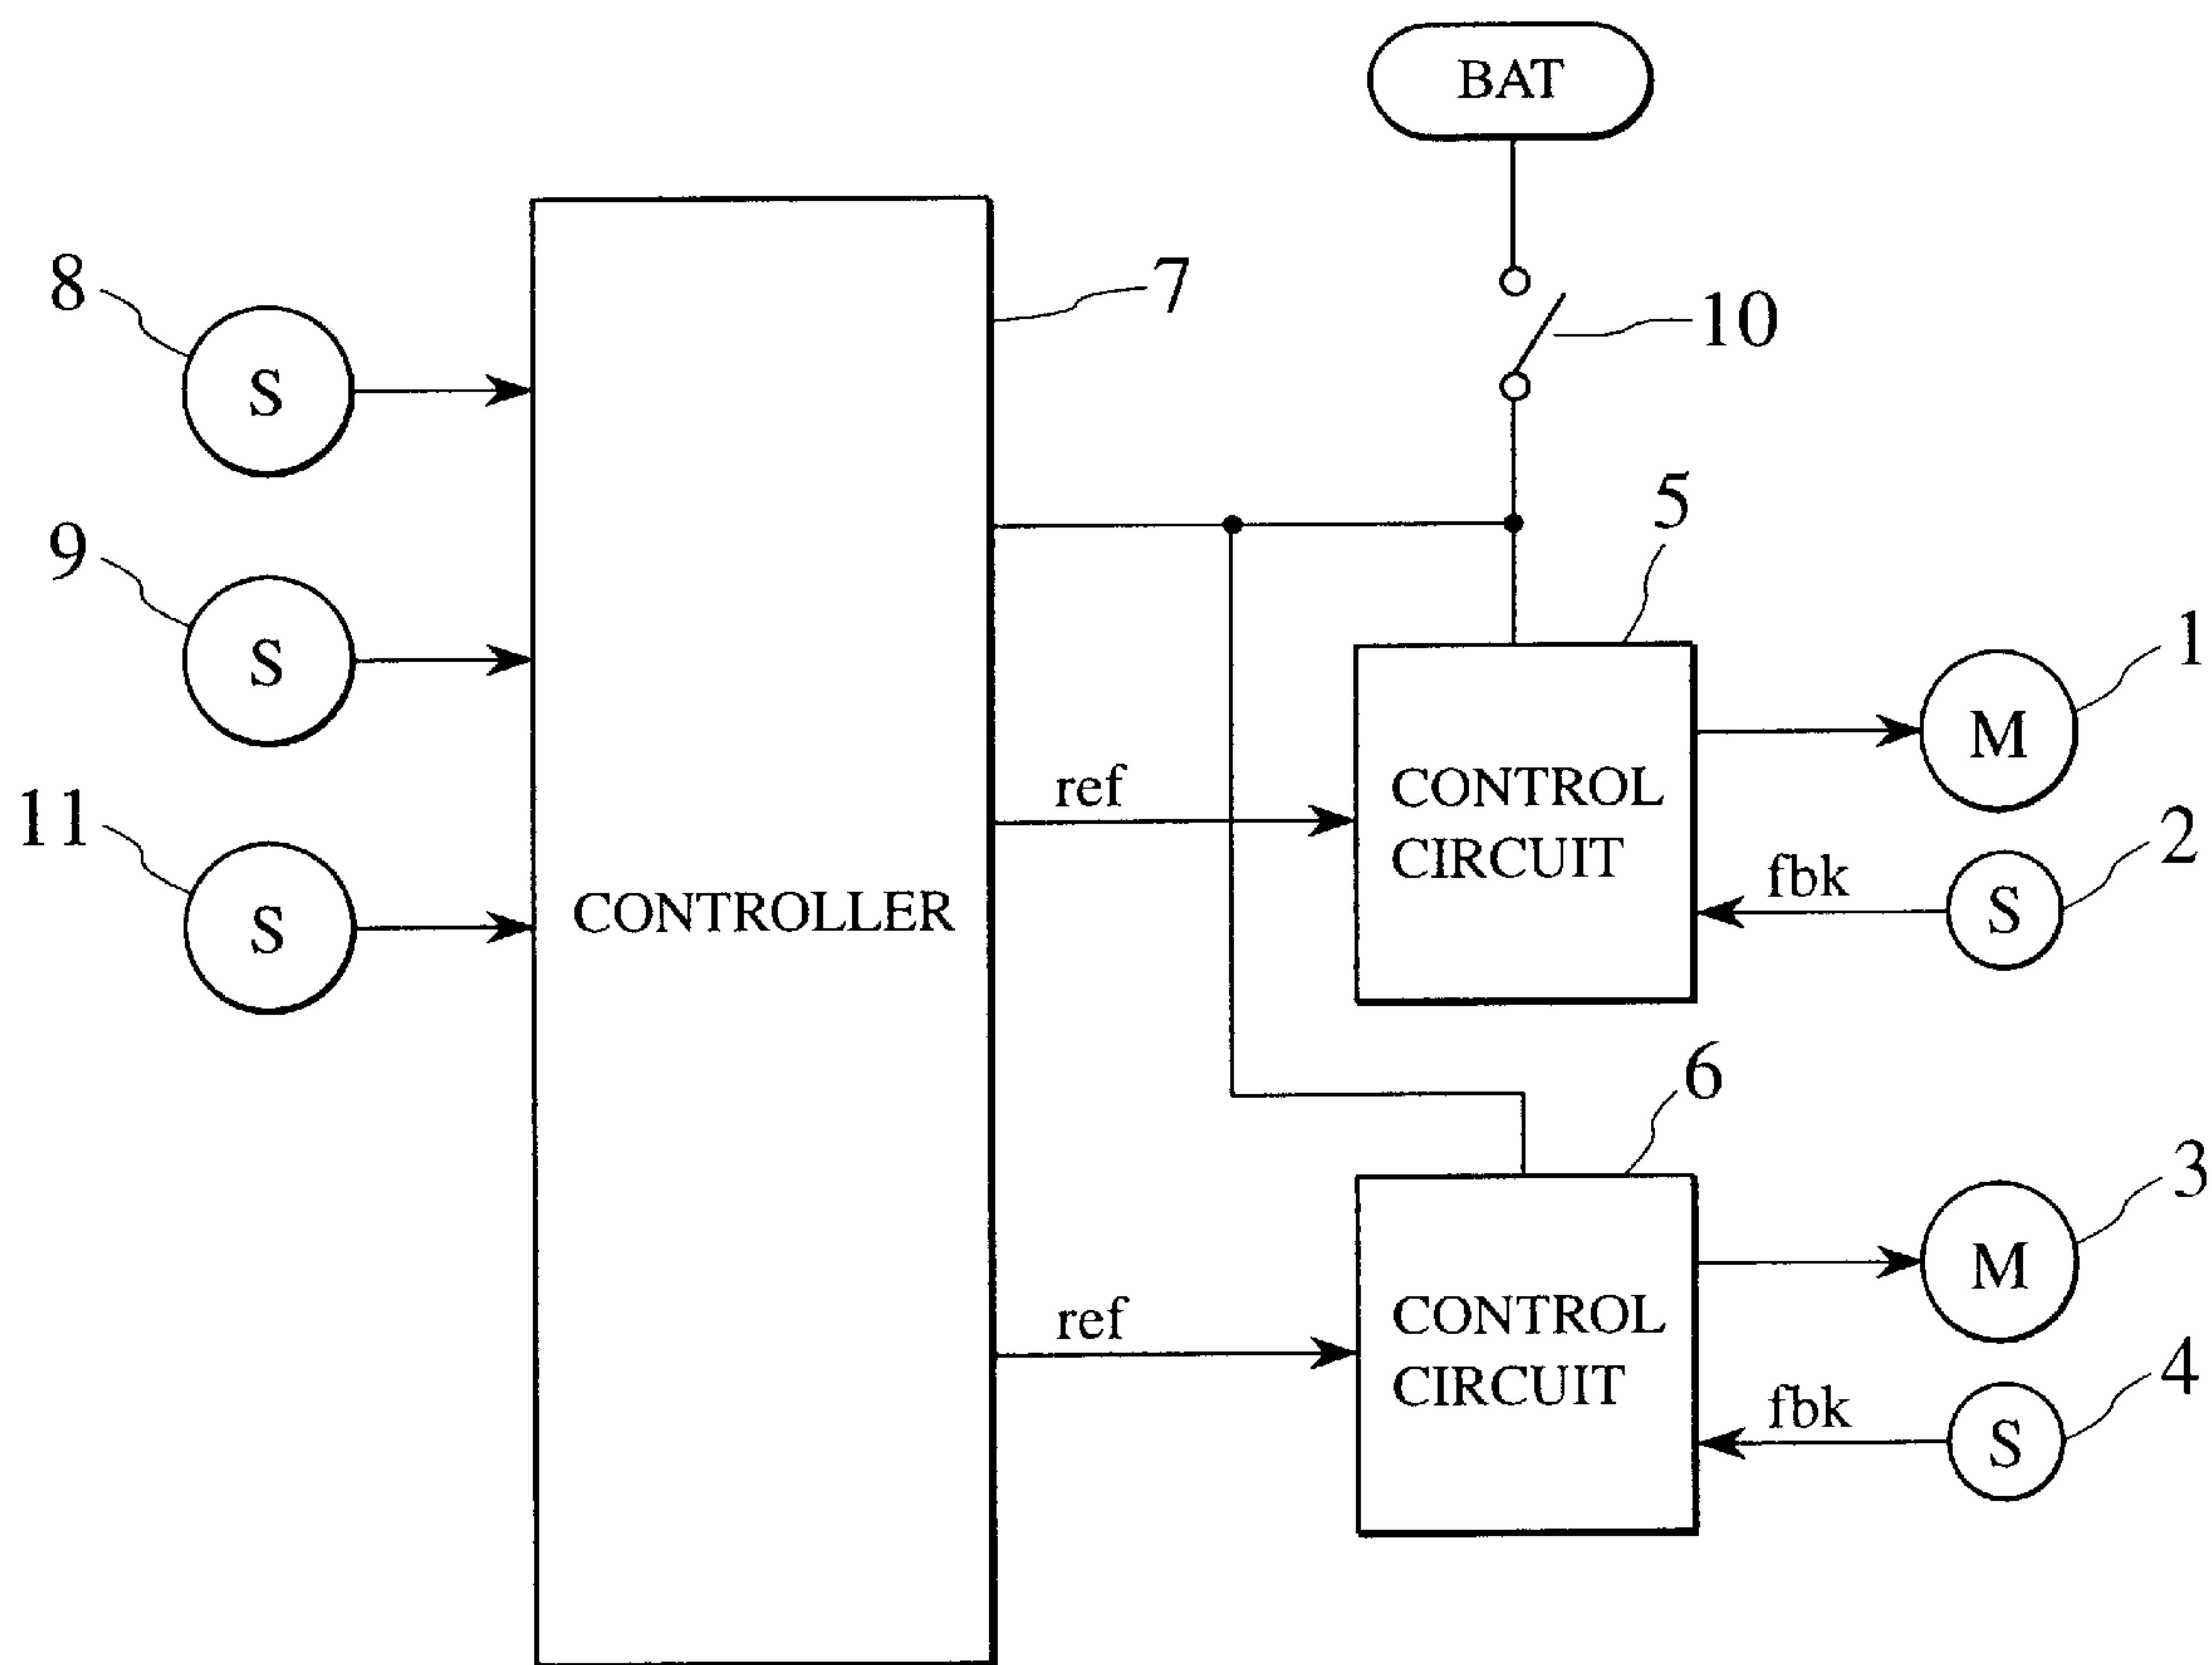 BAT
8
7
10
S
5
9
1
S
M
ref
CONTROL
CIRCUIT
11
2
fbk
S
S
CONTROLLER
6
3
M
ref
CONTROL
CIRCUIT
4
fbk
S